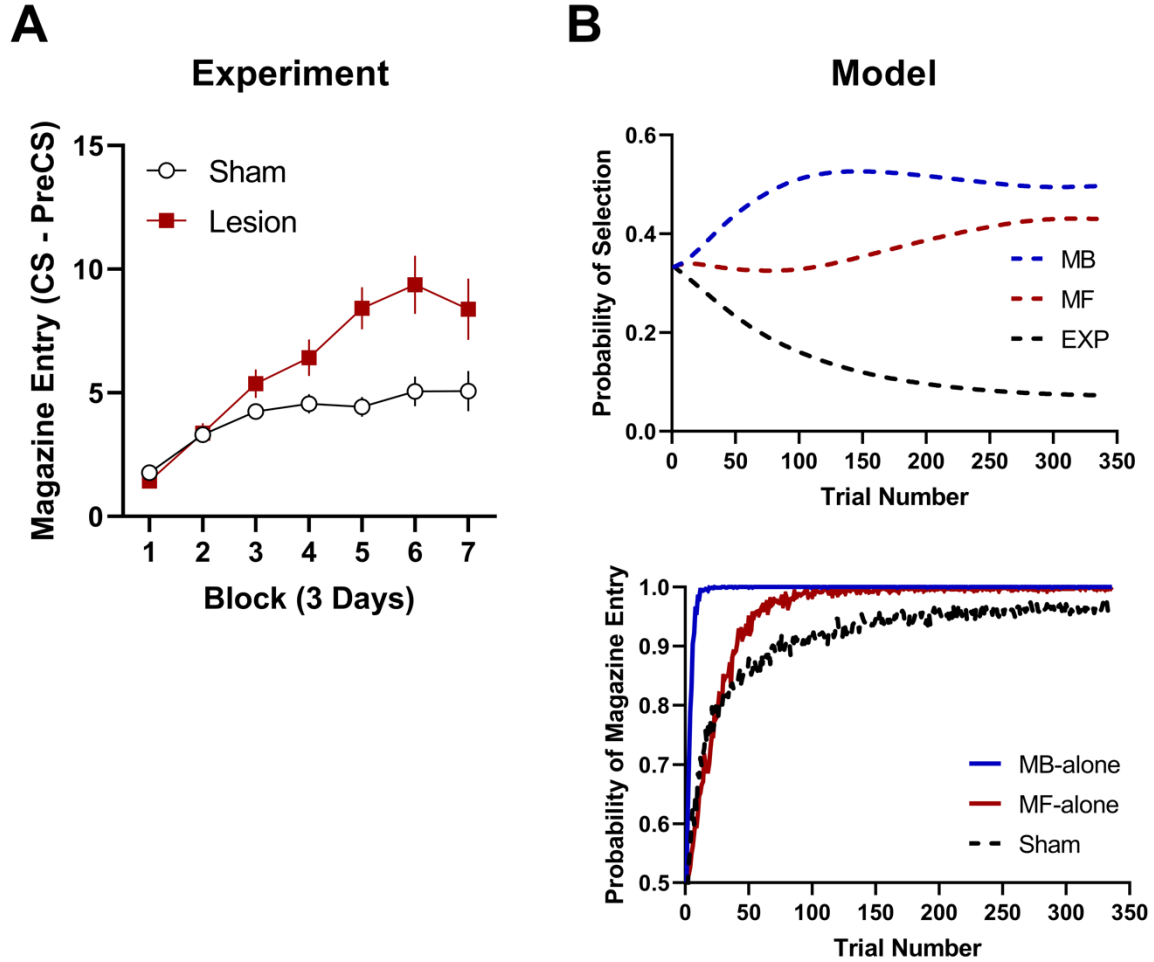 A
Experiment
Magazine Entry (CS - PreCS)
15
10
5
0
Sham
Lesion
1 2 3 4 5 6 7
Block (3 Days)
B
Model
Probability of Selection
0.6
0.4
0.2
0.0
MB
MF
EXP
0 50 100 150 200 250 300 350
Trial Number
Probability of Magazine Entry
1.0
0.9
0.8
0.7
0.6
0.5
MB-alone
MF-alone
Sham
0 50 100 150 200 250 300 350
Trial Number